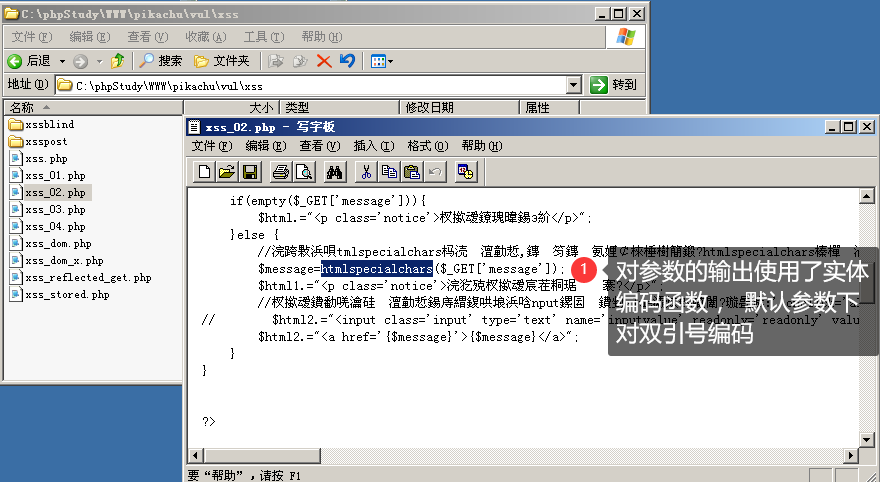 C:\phpStudy\WWW\pikachu\vul\xss
文件(F) 编辑(E) 查看(V) 收藏(A) 工具(T) 帮助(H)
后退 搜索 文件夹
地址(D) C:\phpStudy\WWW\pikachu\vul\xss 转到
名称 大小 类型 修改日期 属性
xssblind
xsspost
xss.php
xss_01.php
xss_02.php
xss_03.php
xss_04.php
xss_dom.php
xss_dom_x.php
xss_reflected_get.php
xss_stored.php
xss_02.php - 写字板
文件(F) 编辑(E) 查看(V) 插入(I) 格式(O) 帮助(H)
if(empty($_GET['message'])){
$html.="<p class='notice'></p>";
}else {
//tmlspecialchars ?htmlspecialchars
$message=htmlspecialchars($_GET['message']);
$html1.="<p class='notice'>?</p>";
//nput
// $html2.="<input class='input' type='text' name='inputvalue' readonly='readonly' valu
$html2.="<a href='{$message}'>{$message}</a>";
}
}
?>
1
对参数的输出使用了实体
编码函数，默认参数下
对双引号编码
要“帮助”，请按 F1